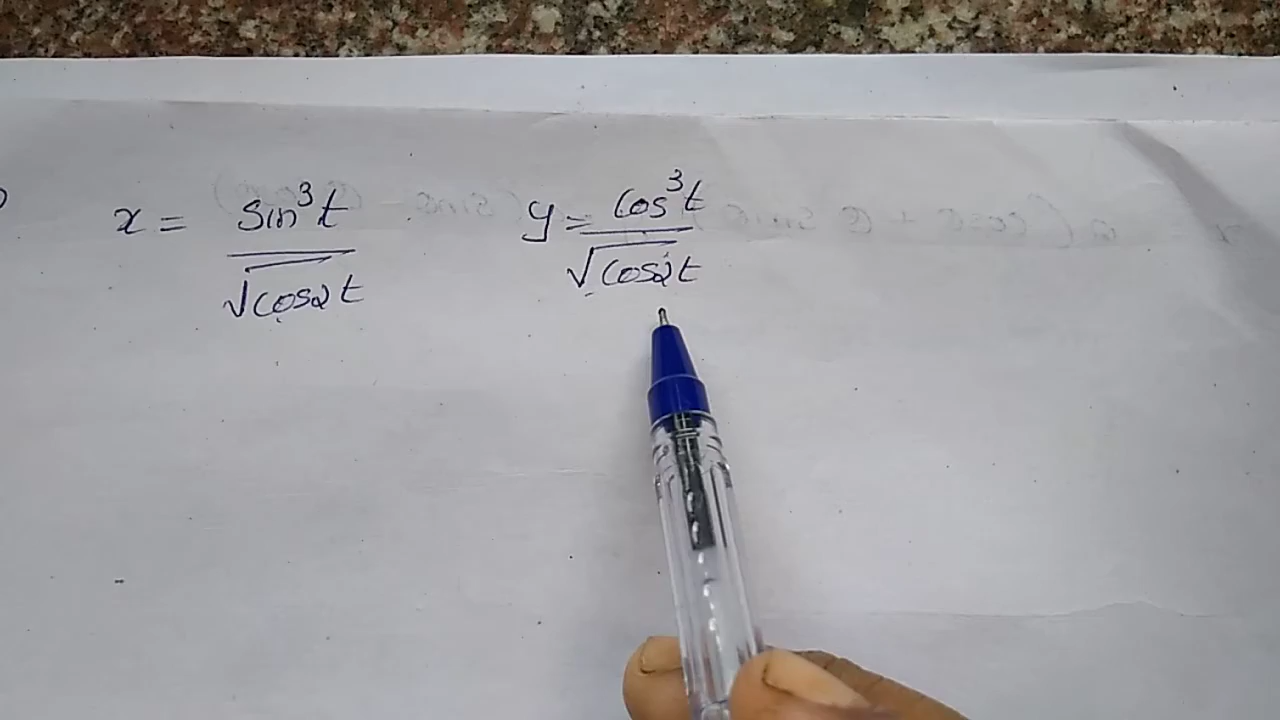 x = sin³t / √cos2t   y = cos³t / √cos2t